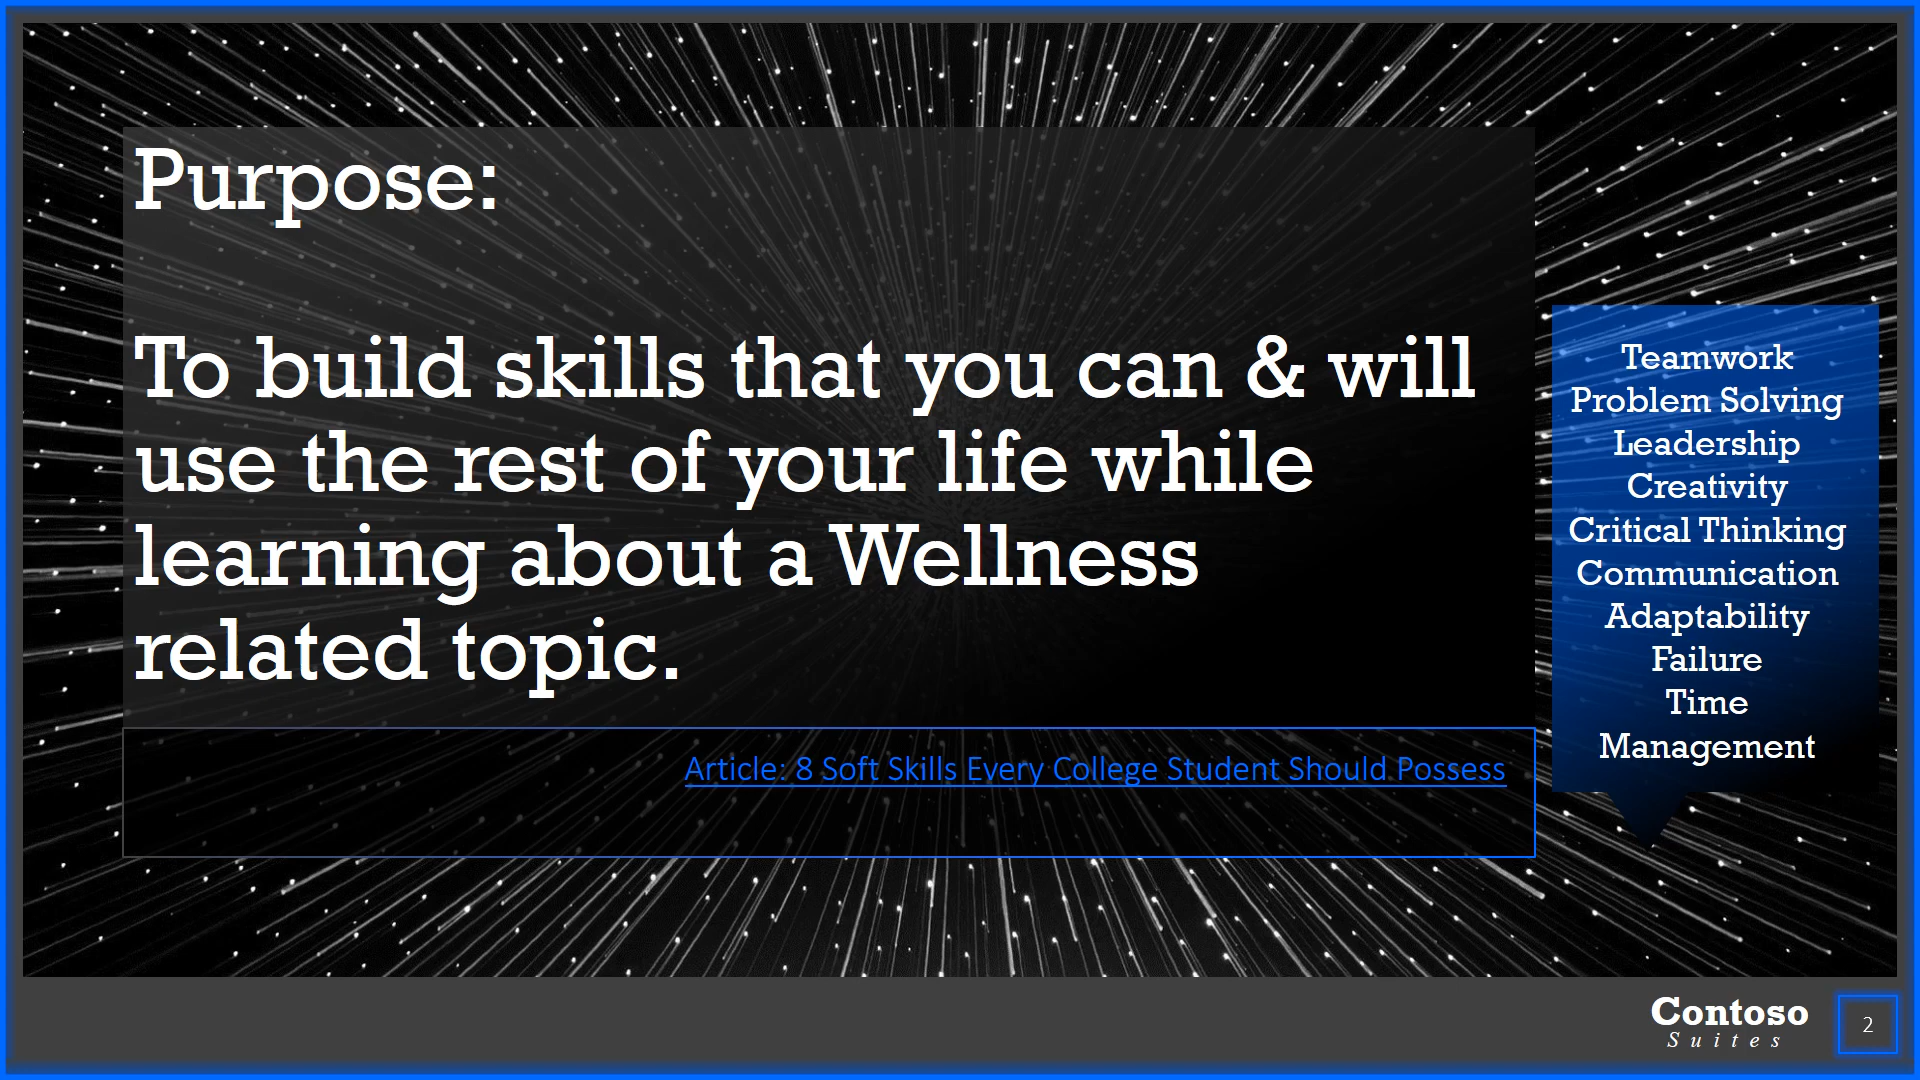 Purpose:
To build skills that you can & will
use the rest of your life while
learning about a Wellness
related topic.
Article: 8 Soft Skills Every College Student Should Possess
Teamwork
Problem Solving
Leadership
Creativity
Critical Thinking
Communication
Adaptability
Failure
Time
Management
Contoso
Suites
2